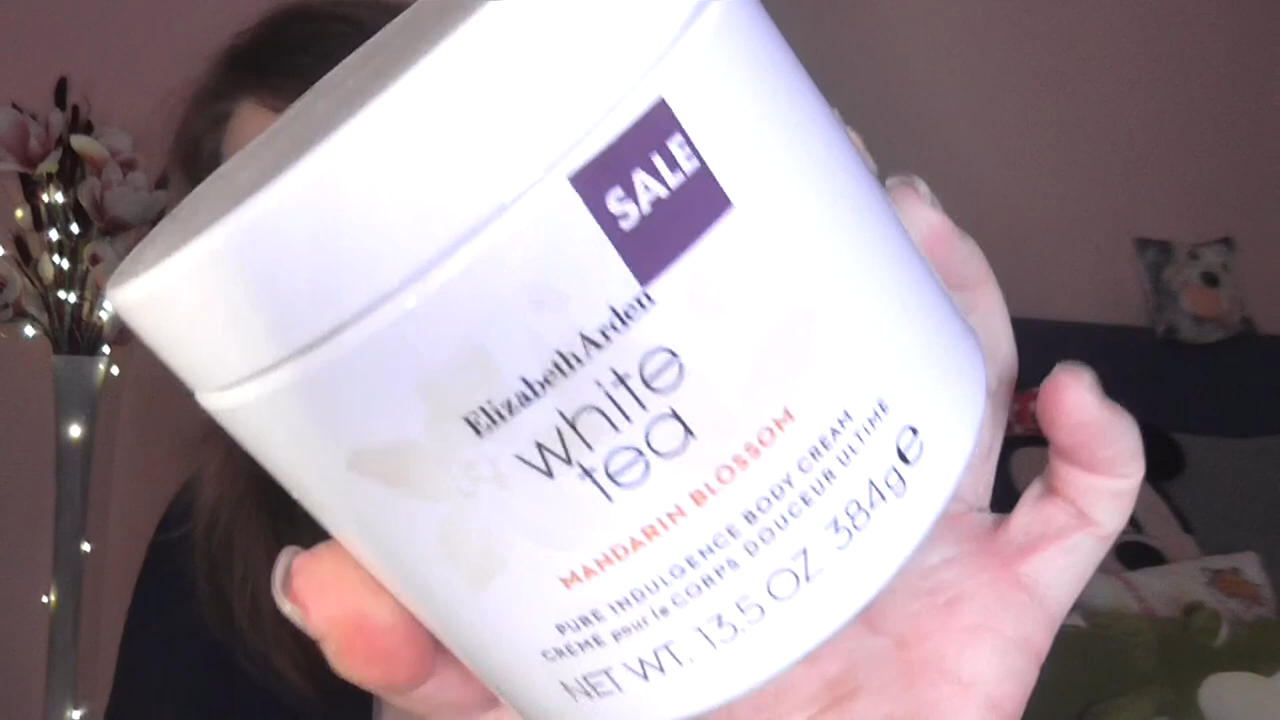 SALE
Elizabeth Arden
white
tea
MANDARIN BLOSSOM
PURE INDULGENCE BODY CREAM
CRÈME pour le CORPS DOUCEUR ULTIME
NET WT. 13.5 OZ 384g e